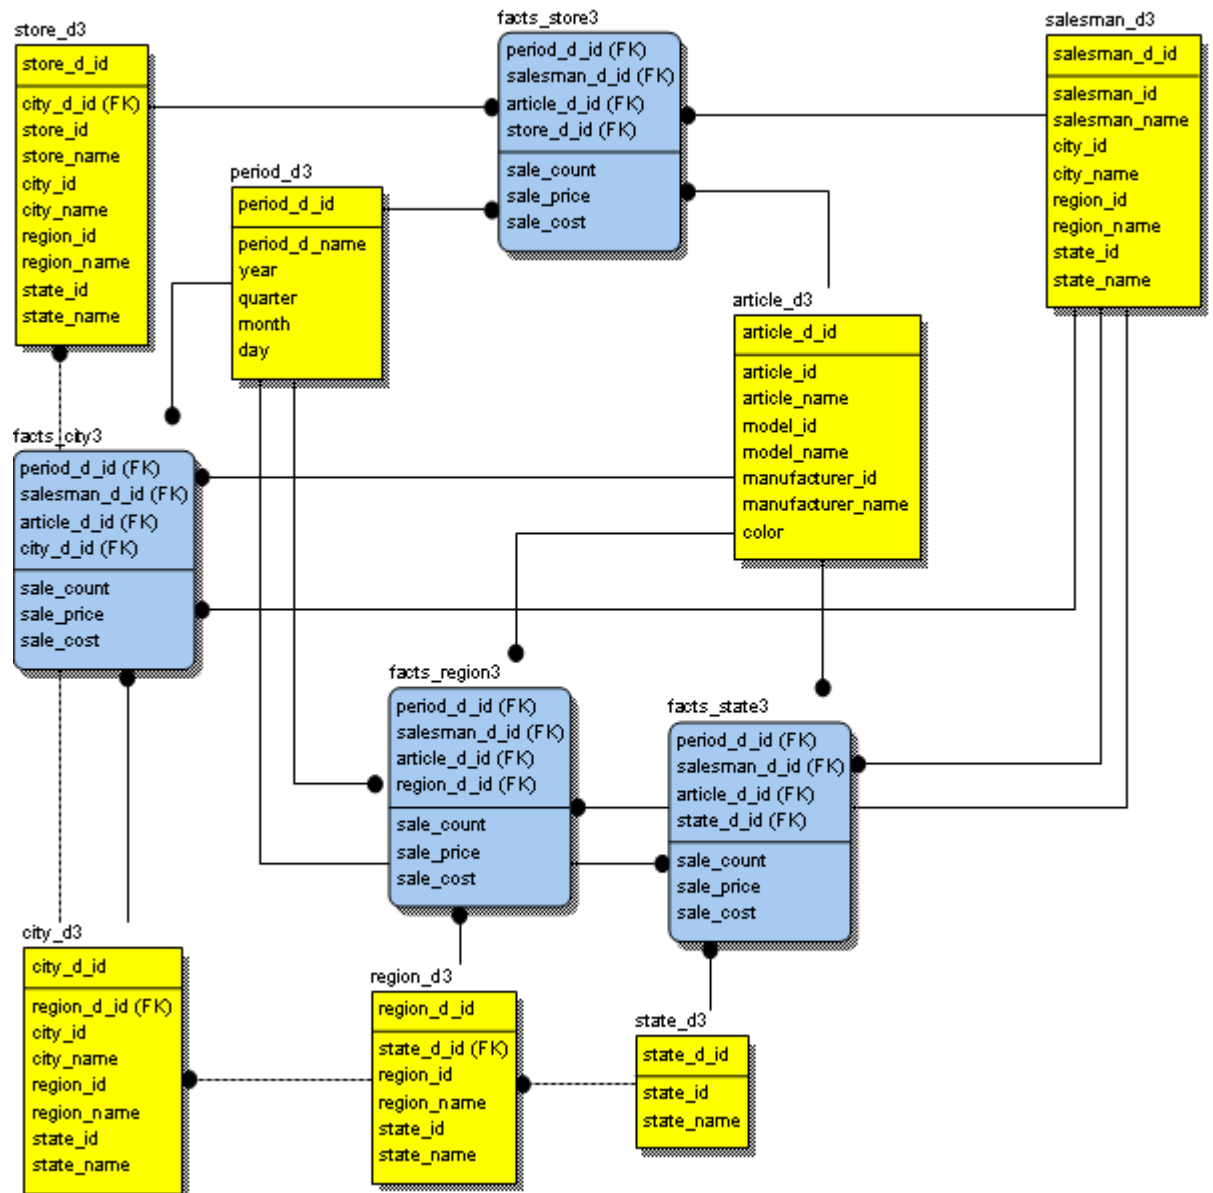 store_d3
store_d_id
city_d_id (FK)
store_id
store_name
city_id
city_name
region_id
region_name
state_id
state_name
facts_store3
period_d_id (FK)
salesman_d_id (FK)
article_d_id (FK)
store_d_id (FK)
sale_count
sale_price
sale_cost
salesman_d3
salesman_d_id
salesman_id
salesman_name
city_id
city_name
region_id
region_name
state_id
state_name
period_d3
period_d_id
period_d_name
year
quarter
month
day
article_d3
article_d_id
article_id
article_name
model_id
model_name
manufacturer_id
manufacturer_name
color
facts_city3
period_d_id (FK)
salesman_d_id (FK)
article_d_id (FK)
city_d_id (FK)
sale_count
sale_price
sale_cost
facts_region3
period_d_id (FK)
salesman_d_id (FK)
article_d_id (FK)
region_d_id (FK)
sale_count
sale_price
sale_cost
facts_state3
period_d_id (FK)
salesman_d_id (FK)
article_d_id (FK)
state_d_id (FK)
sale_count
sale_price
sale_cost
city_d3
city_d_id
region_d_id (FK)
city_id
city_name
region_id
region_name
state_id
state_name
region_d3
region_d_id
state_d_id (FK)
region_id
region_name
state_id
state_name
state_d3
state_d_id
state_id
state_name